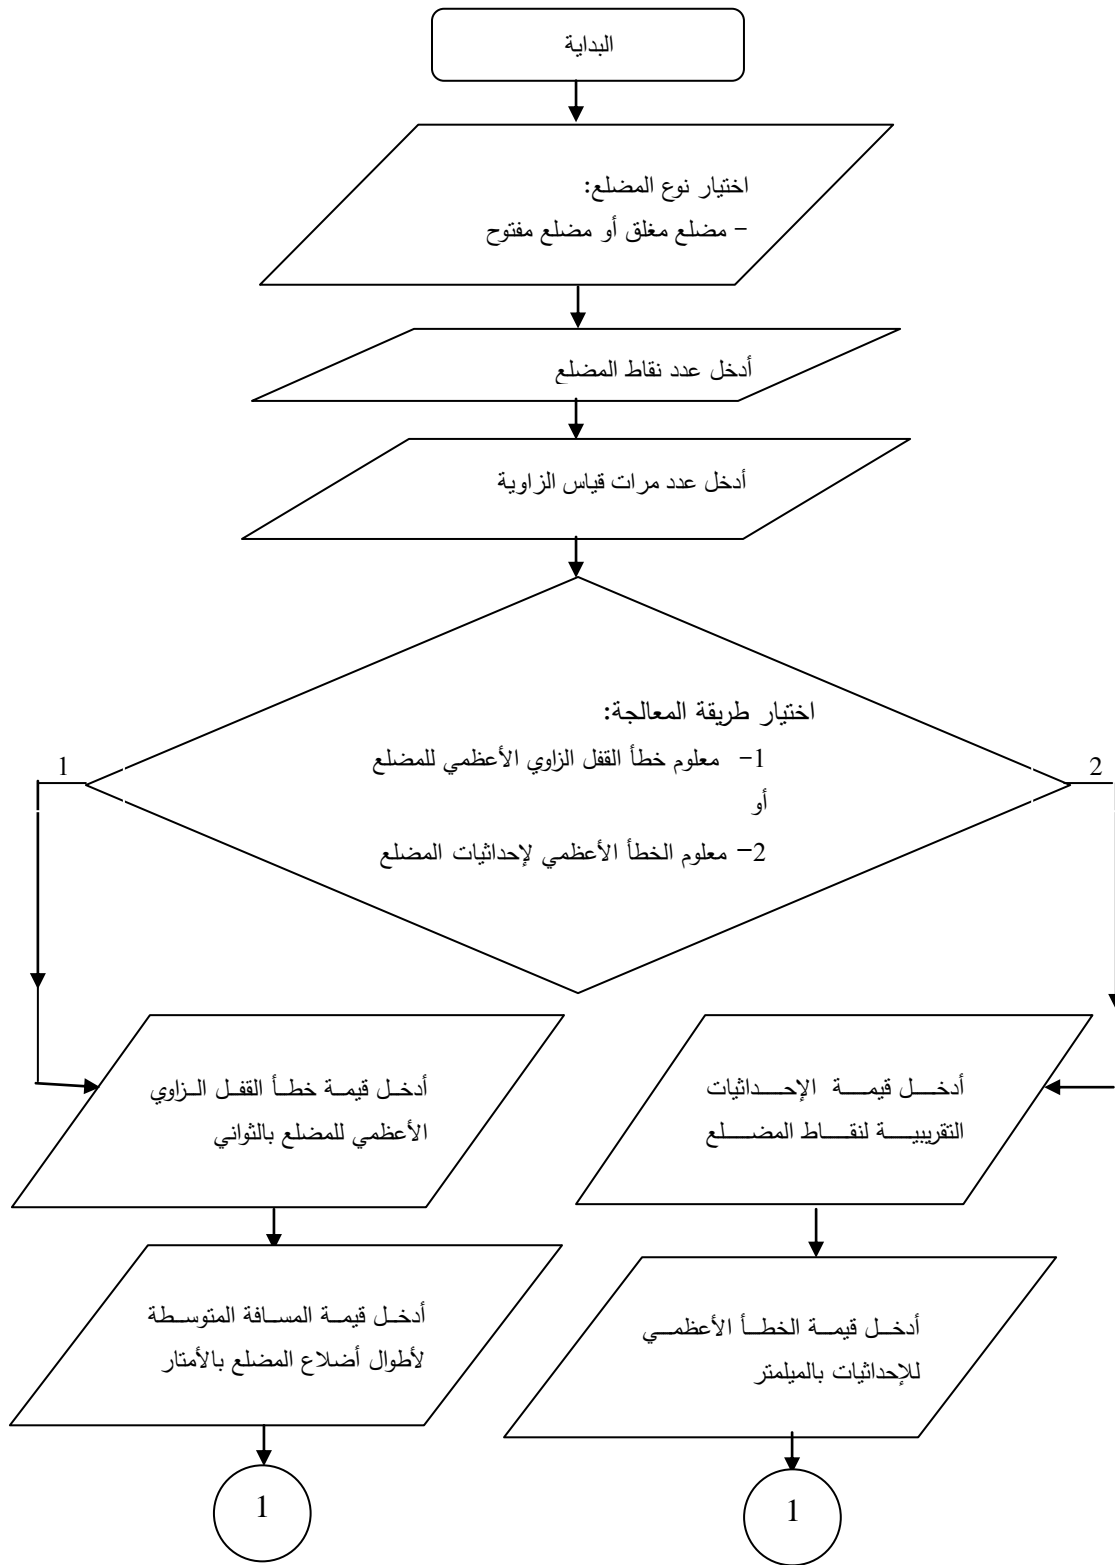 البداية
اختيار نوع المضلع:
- مضلع مغلق أو مضلع مفتوح
أدخل عدد نقاط المضلع
أدخل عدد مرات قياس الزاوية
اختيار طريقة المعالجة:
1- معلوم خطأ القفل الزاوي الأعظمي للمضلع
أو
2- معلوم الخطأ الأعظمي لإحداثيات المضلع
1
2
أدخل قيمة خطأ القفل الزاوي
الأعظمي للمضلع بالثواني
أدخل قيمة الإحداثيات
التقريبية لنقاط المضلع
أدخل قيمة المسافة المتوسطة
لأطوال أضلاع المضلع بالأمتار
أدخل قيمة الخطأ الأعظمي
للإحداثيات بالميلمتر
1
1